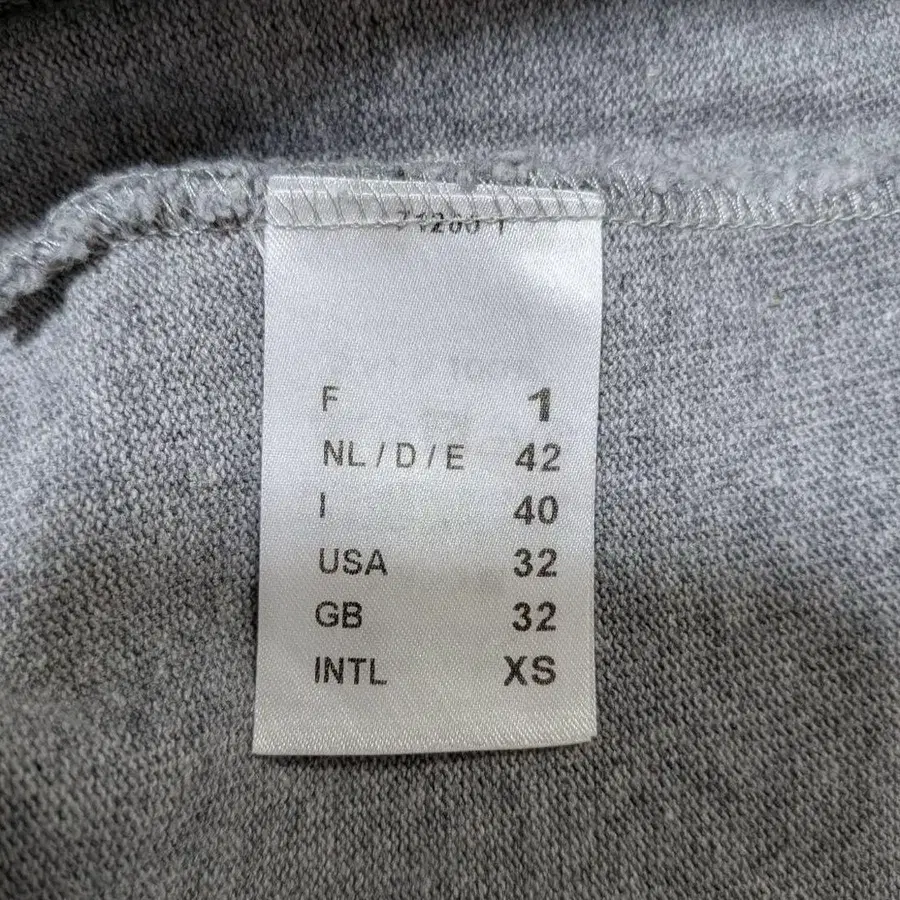 F 1
NL / D / E 42
I 40
USA 32
GB 32
INTL XS